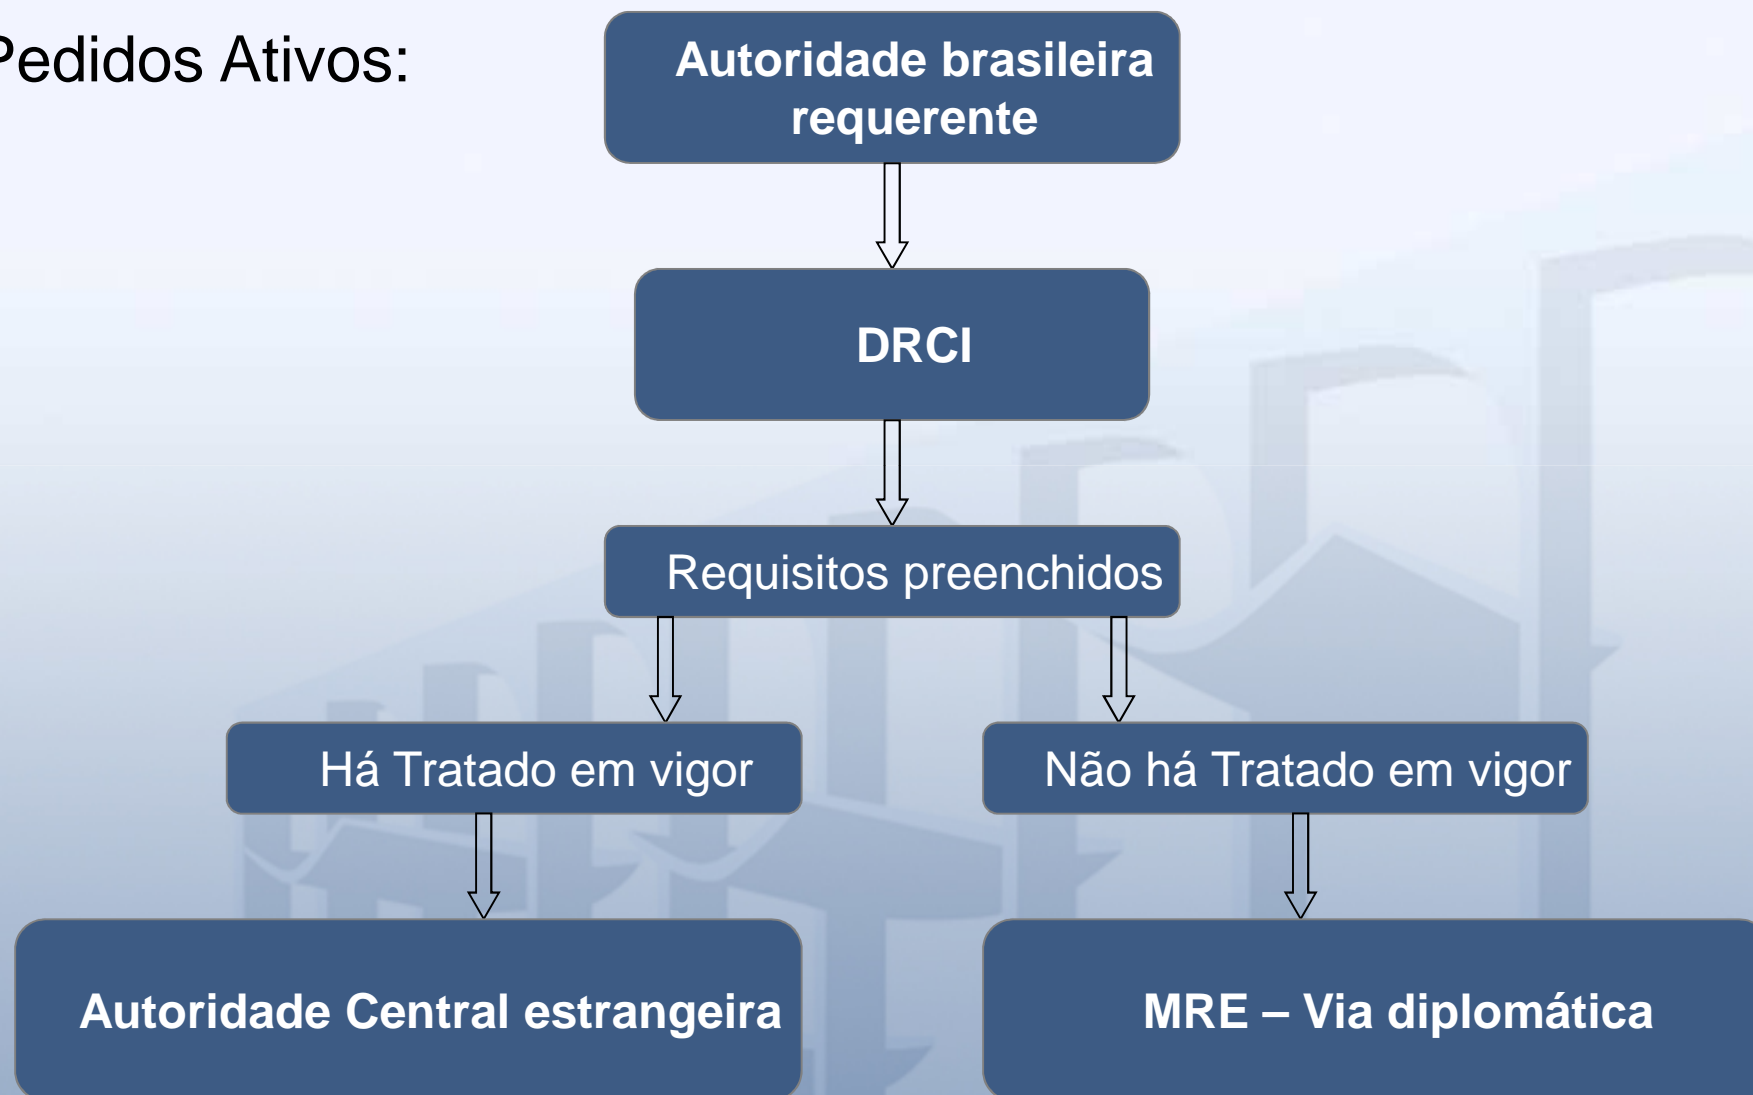 Pedidos Ativos:
Autoridade brasileira
requerente
DRCI
Requisitos preenchidos
Há Tratado em vigor
Não há Tratado em vigor
Autoridade Central estrangeira
MRE – Via diplomática